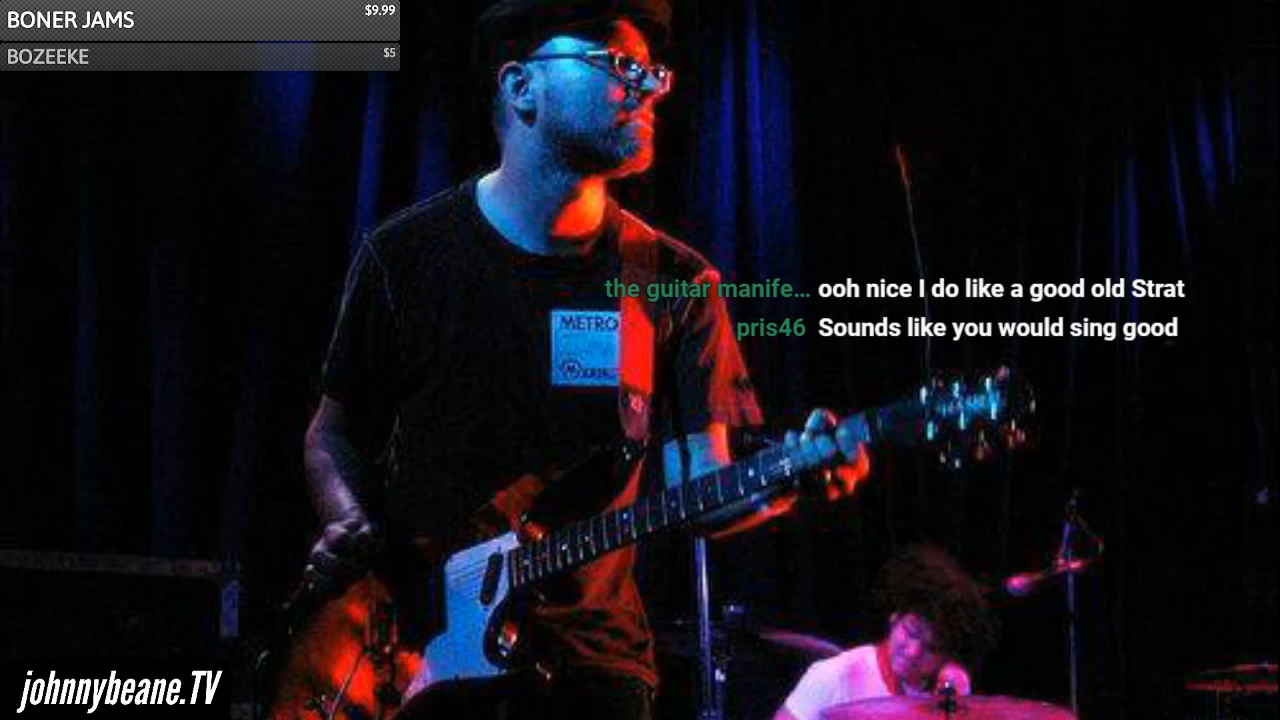 BONER JAMS $9.99
BOZEEKE $5
the guitar manife… ooh nice I do like a good old Strat
pris46 Sounds like you would sing good
METRO
johnnybeane.TV